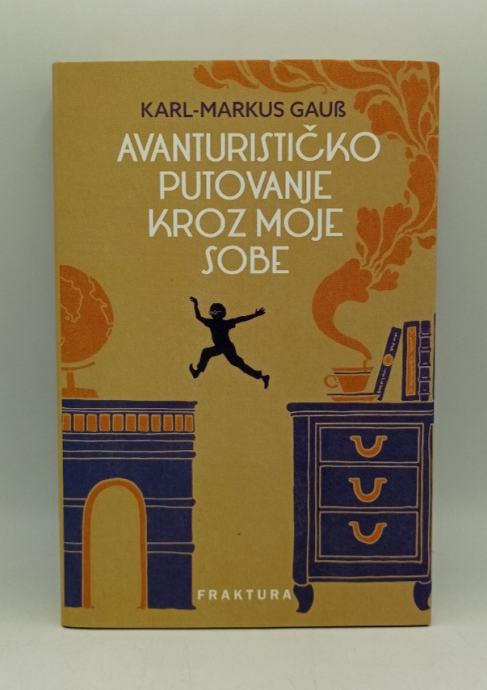 KARL-MARKUS GAUß
AVANTURISTIČKO
PUTOVANJE
KROZ MOJE
SOBE
FRAKTURA